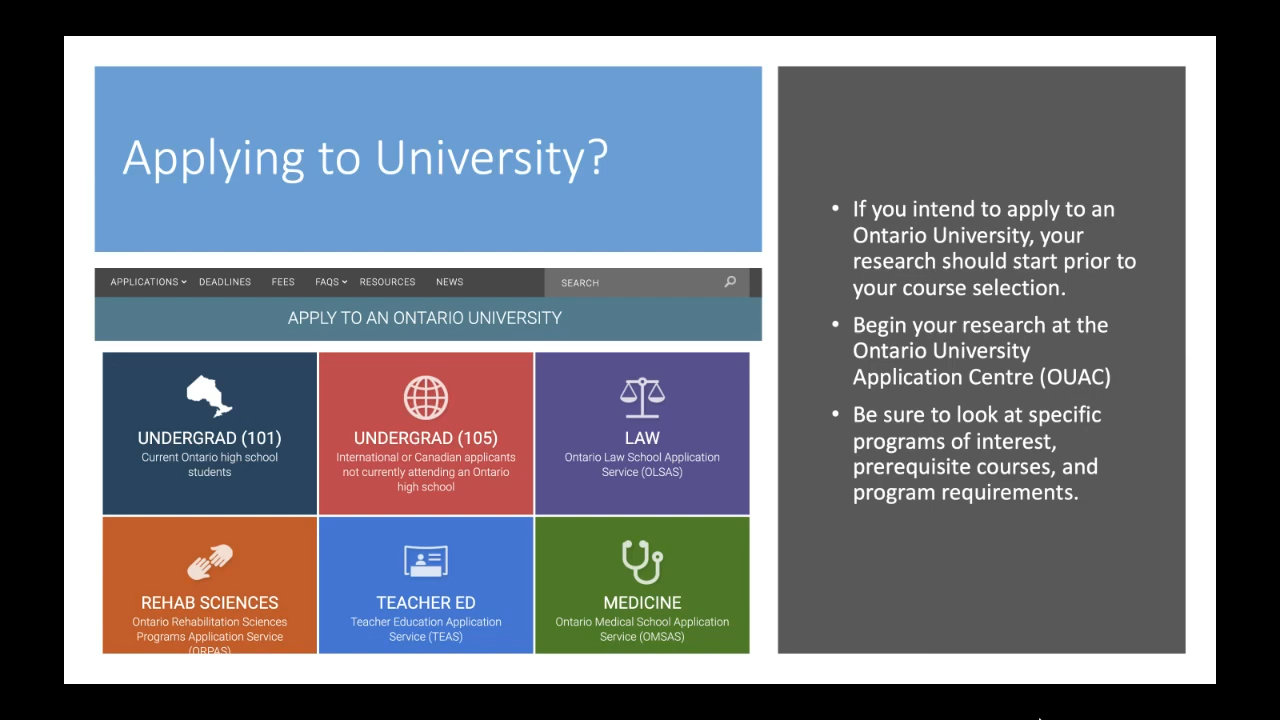 Applying to University?
APPLICATIONS DEADLINES FEES FAQS RESOURCES NEWS SEARCH
APPLY TO AN ONTARIO UNIVERSITY
UNDERGRAD (101)
Current Ontario high school
students
UNDERGRAD (105)
International or Canadian applicants
not currently attending an Ontario
high school
LAW
Ontario Law School Application
Service (OLSAS)
REHAB SCIENCES
Ontario Rehabilitation Sciences
Programs Application Service
(ORPAS)
TEACHER ED
Teacher Education Application
Service (TEAS)
MEDICINE
Ontario Medical School Application
Service (OMSAS)
• If you intend to apply to an
Ontario University, your
research should start prior to
your course selection.
• Begin your research at the
Ontario University
Application Centre (OUAC)
• Be sure to look at specific
programs of interest,
prerequisite courses, and
program requirements.